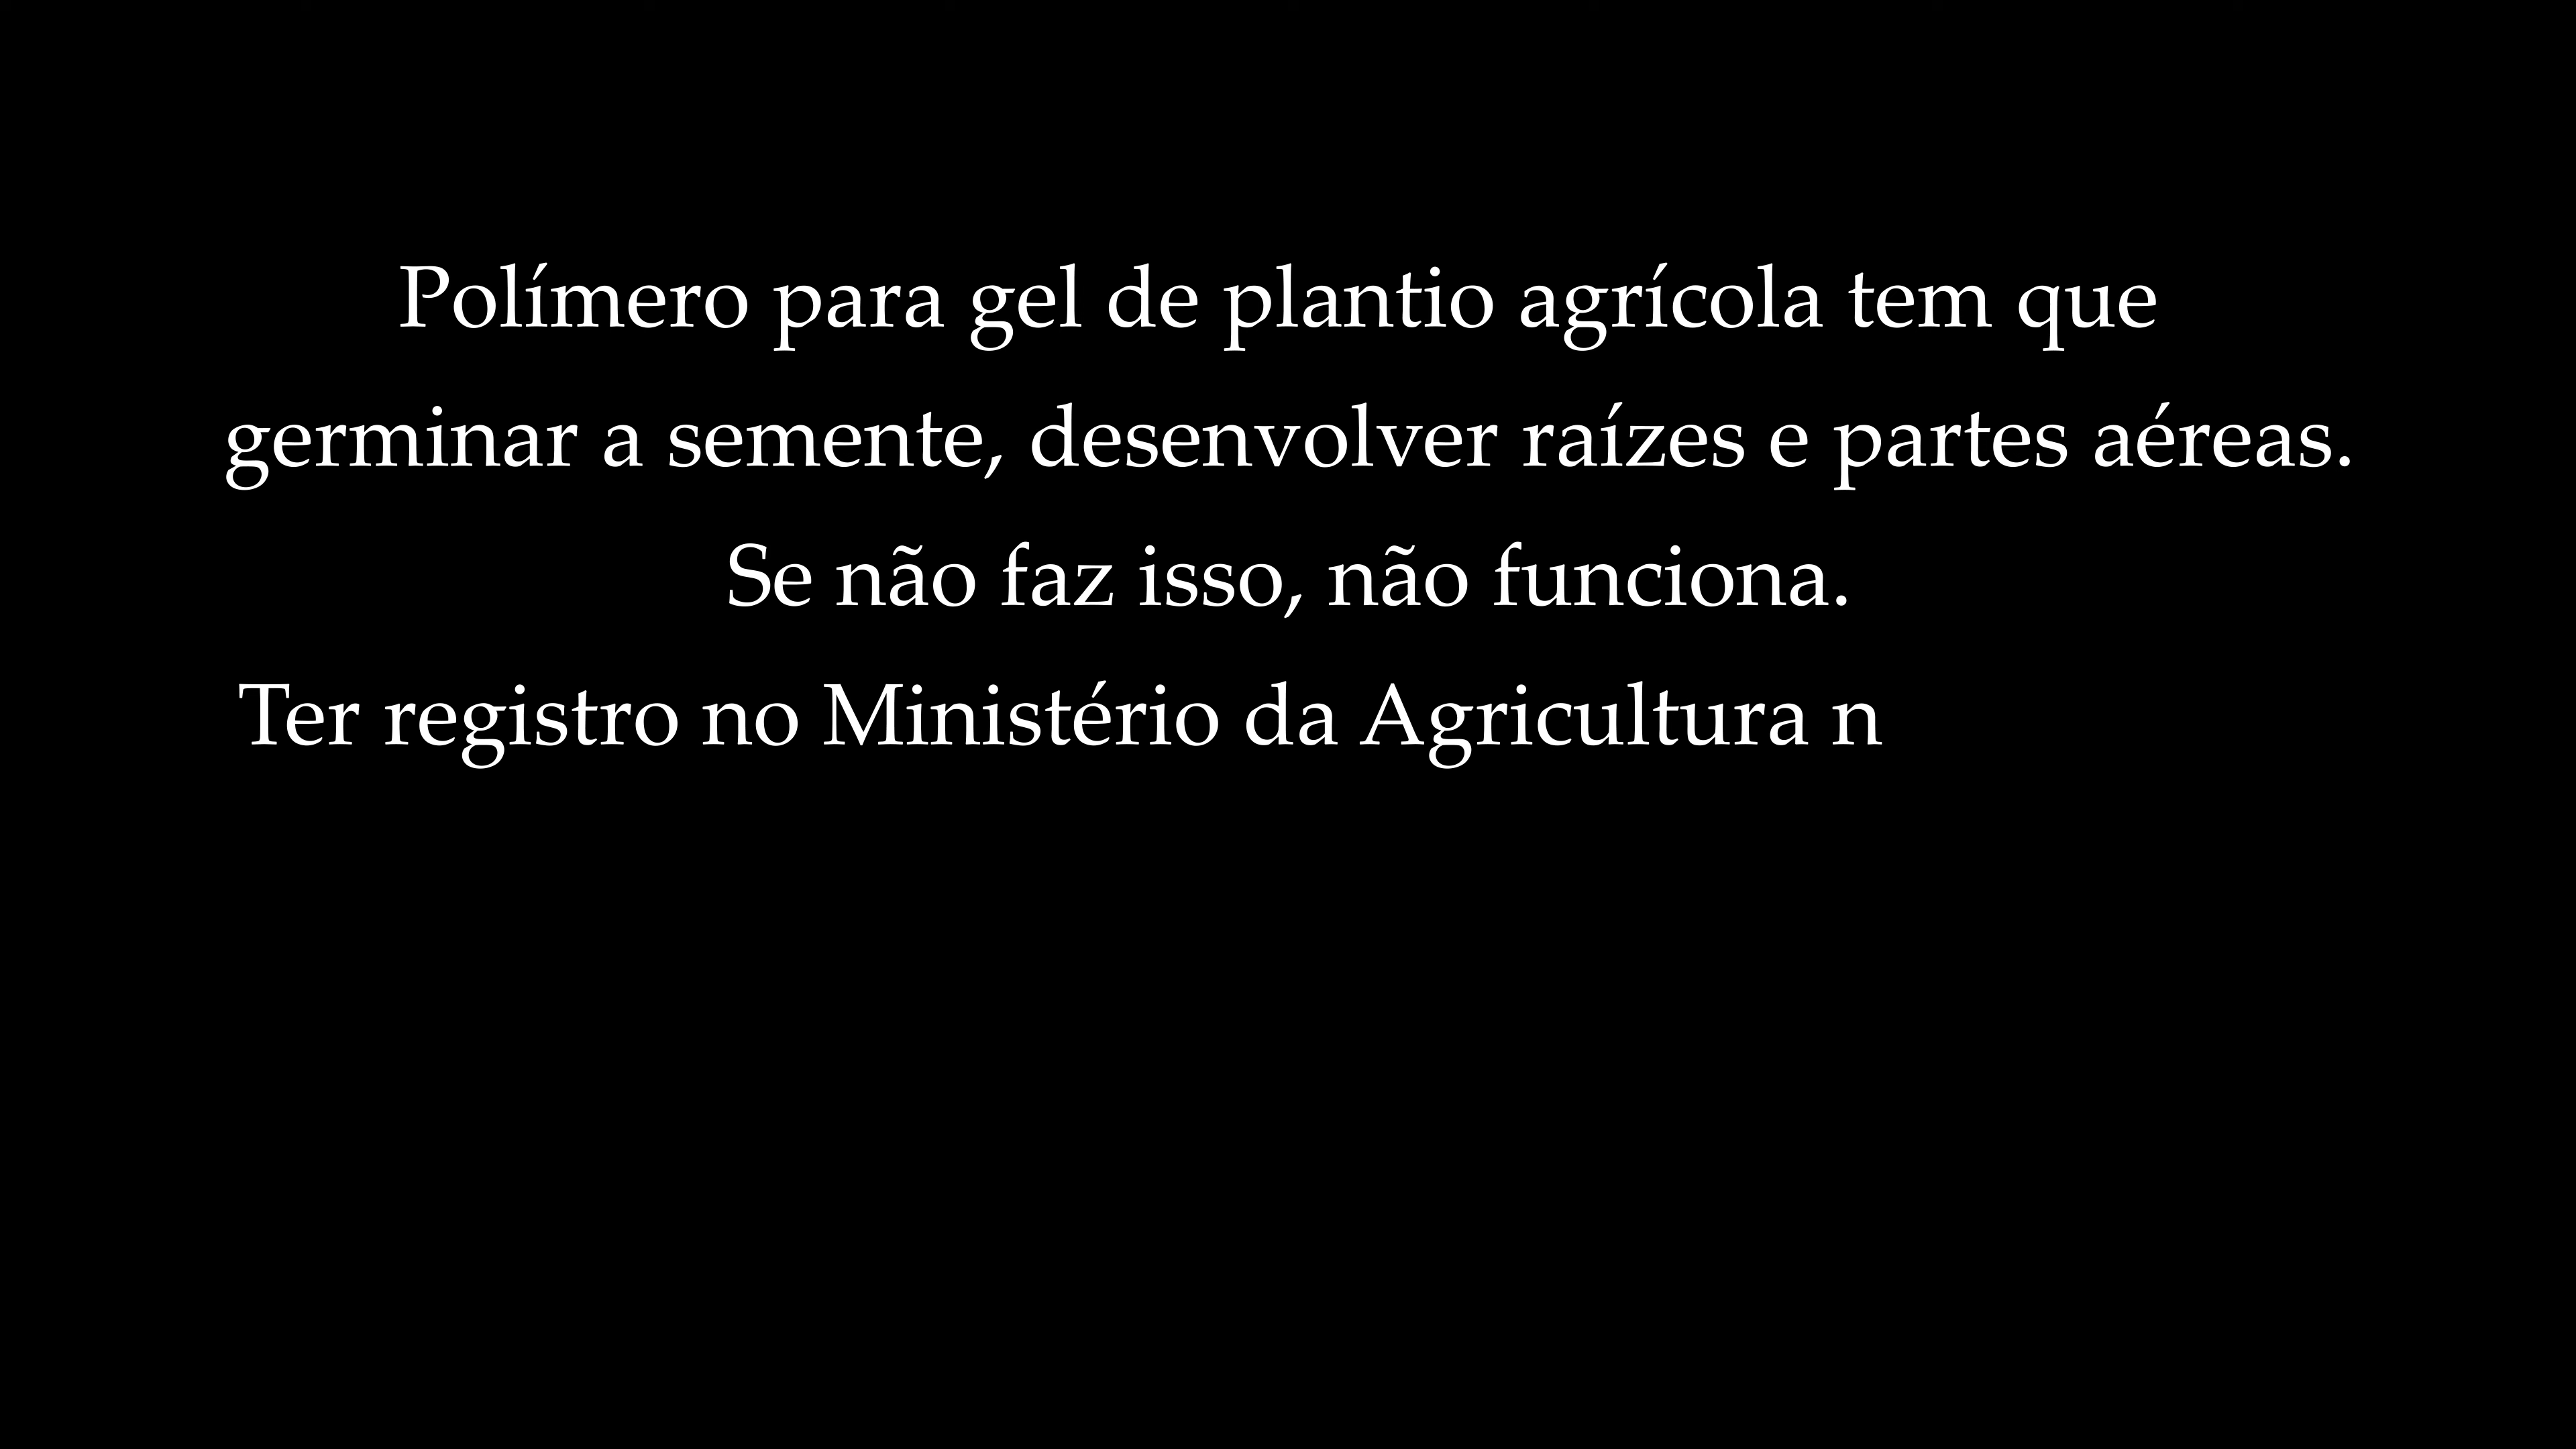 Polímero para gel de plantio agrícola tem que
germinar a semente, desenvolver raízes e partes aéreas.
Se não faz isso, não funciona.
Ter registro no Ministério da Agricultura n